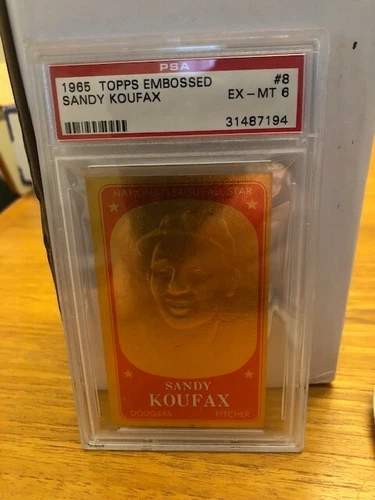 PSA
1965 TOPPS EMBOSSED #8
SANDY KOUFAX EX-MT 6
31487194
NATIONAL LEAGUE ALL STAR
SANDY
KOUFAX
DODGERS PITCHER